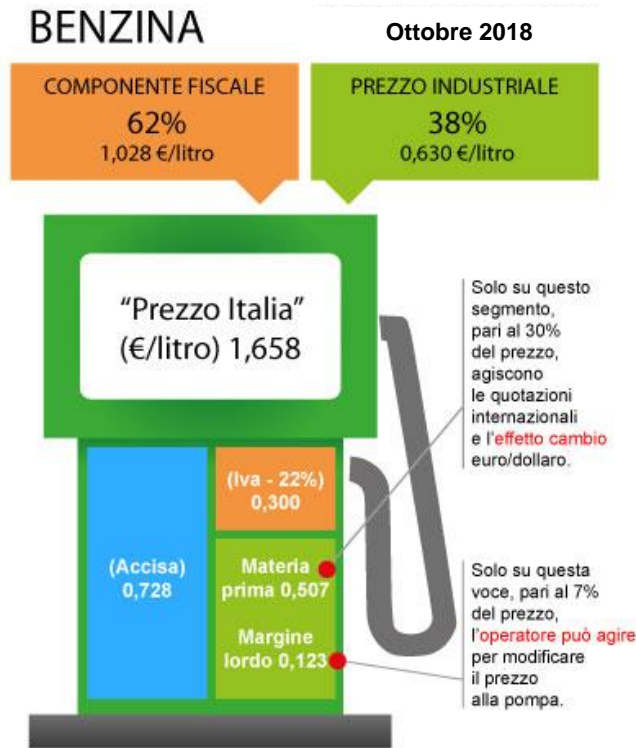 BENZINA
Ottobre 2018
COMPONENTE FISCALE
62%
1,028 €/litro
PREZZO INDUSTRIALE
38%
0,630 €/litro
“Prezzo Italia”
(€/litro) 1,658
Solo su questo
segmento,
pari al 30%
del prezzo,
agiscono
le quotazioni
internazionali
e l'effetto cambio
euro/dollaro.
(Iva - 22%)
0,300
(Accisa)
0,728
Materia
prima 0,507
Margine
lordo 0,123
Solo su questa
voce, pari al 7%
del prezzo,
l'operatore può agire
per modificare
il prezzo
alla pompa.